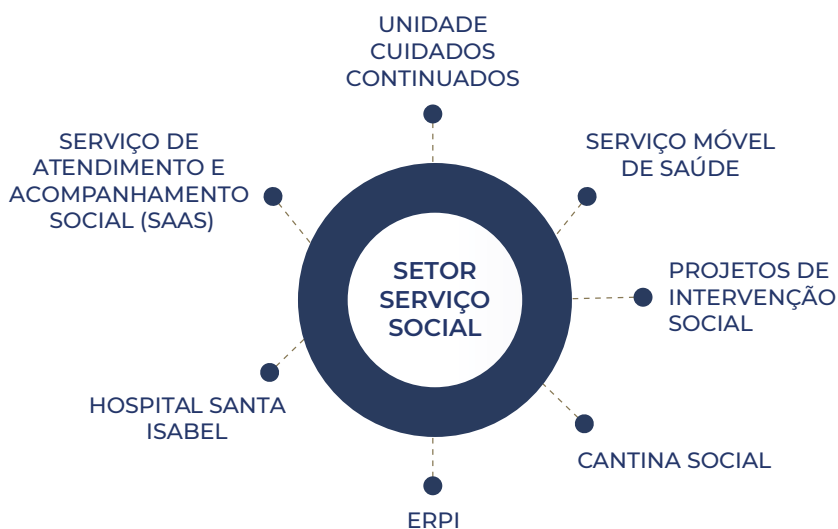 UNIDADE
CUIDADOS
CONTINUADOS
SERVIÇO DE
ATENDIMENTO E
ACOMPANHAMENTO
SOCIAL (SAAS)
SERVIÇO MÓVEL
DE SAÚDE
SETOR
SERVIÇO
SOCIAL
PROJETOS DE
INTERVENÇÃO
SOCIAL
HOSPITAL SANTA
ISABEL
CANTINA SOCIAL
ERPI